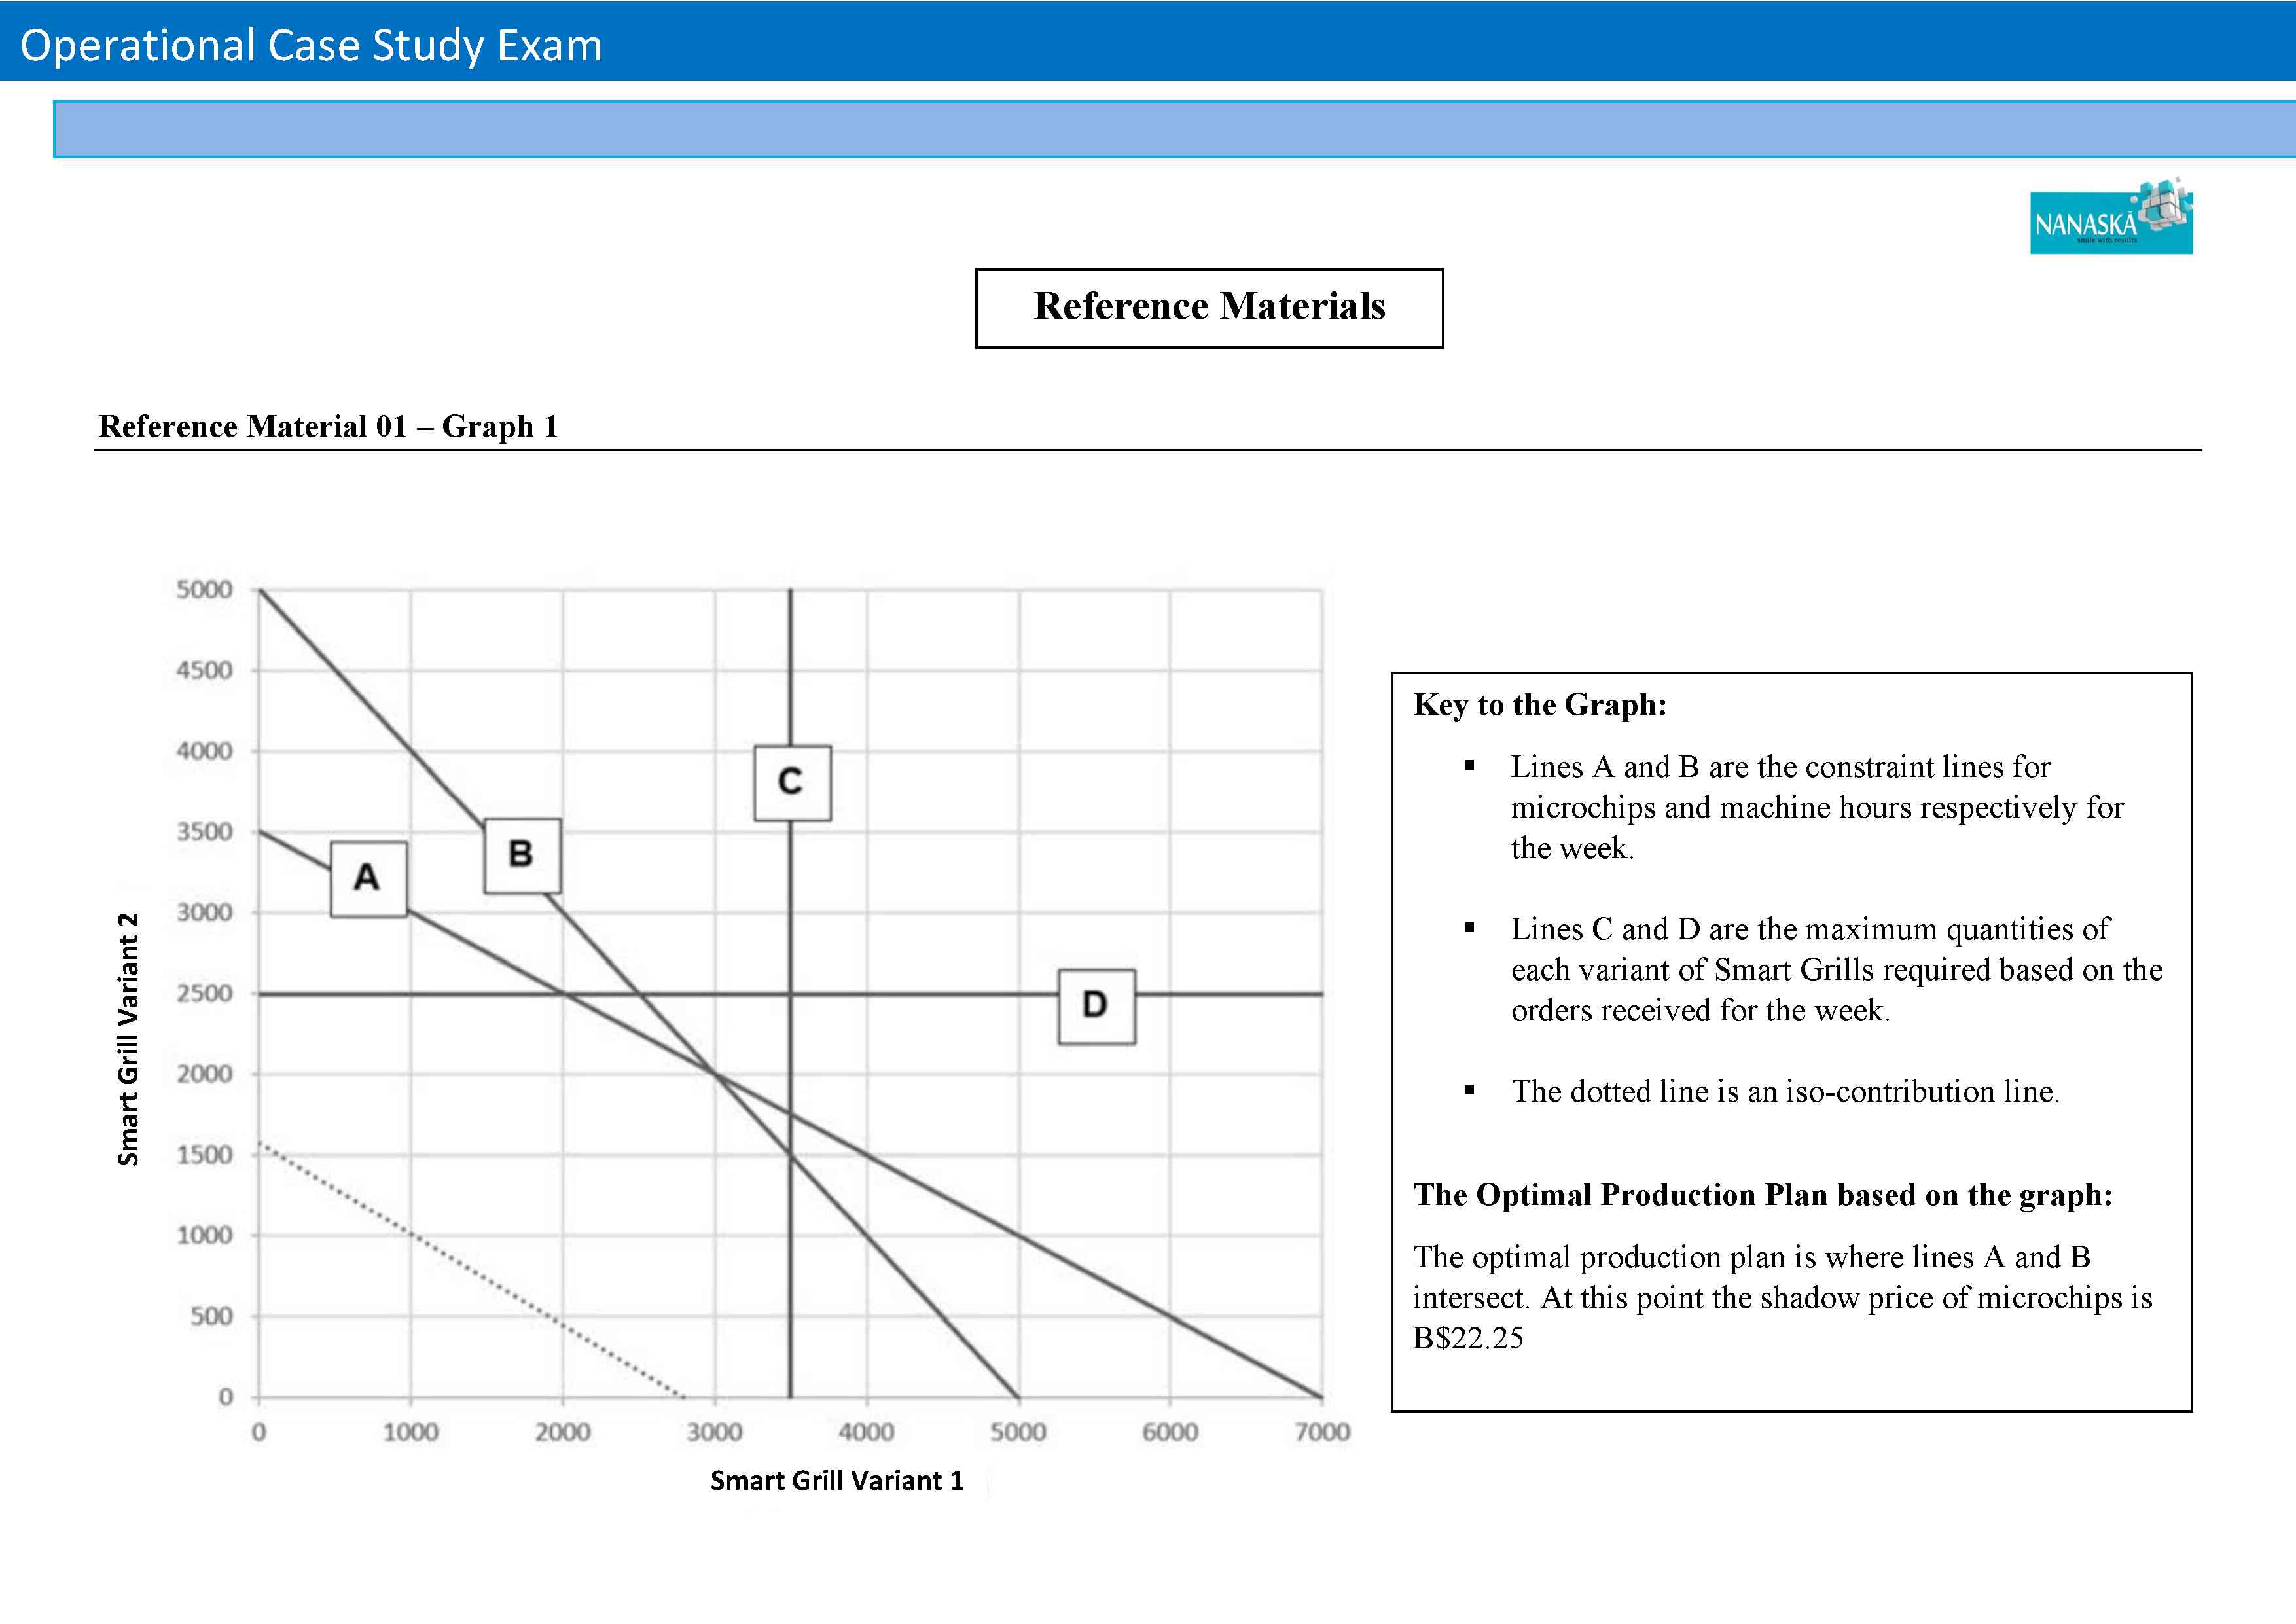 Operational Case Study Exam
NANASKA
smile with results
Reference Materials
Reference Material 01 – Graph 1
5000
4500
4000
3500
3000
2500
2000
1500
1000
500
0
0 1000 2000 3000 4000 5000 6000 7000
Smart Grill Variant 2
Smart Grill Variant 1
A
B
C
D
Key to the Graph:
▪ Lines A and B are the constraint lines for
microchips and machine hours respectively for
the week.
▪ Lines C and D are the maximum quantities of
each variant of Smart Grills required based on the
orders received for the week.
▪ The dotted line is an iso-contribution line.
The Optimal Production Plan based on the graph:
The optimal production plan is where lines A and B
intersect. At this point the shadow price of microchips is
B$22.25